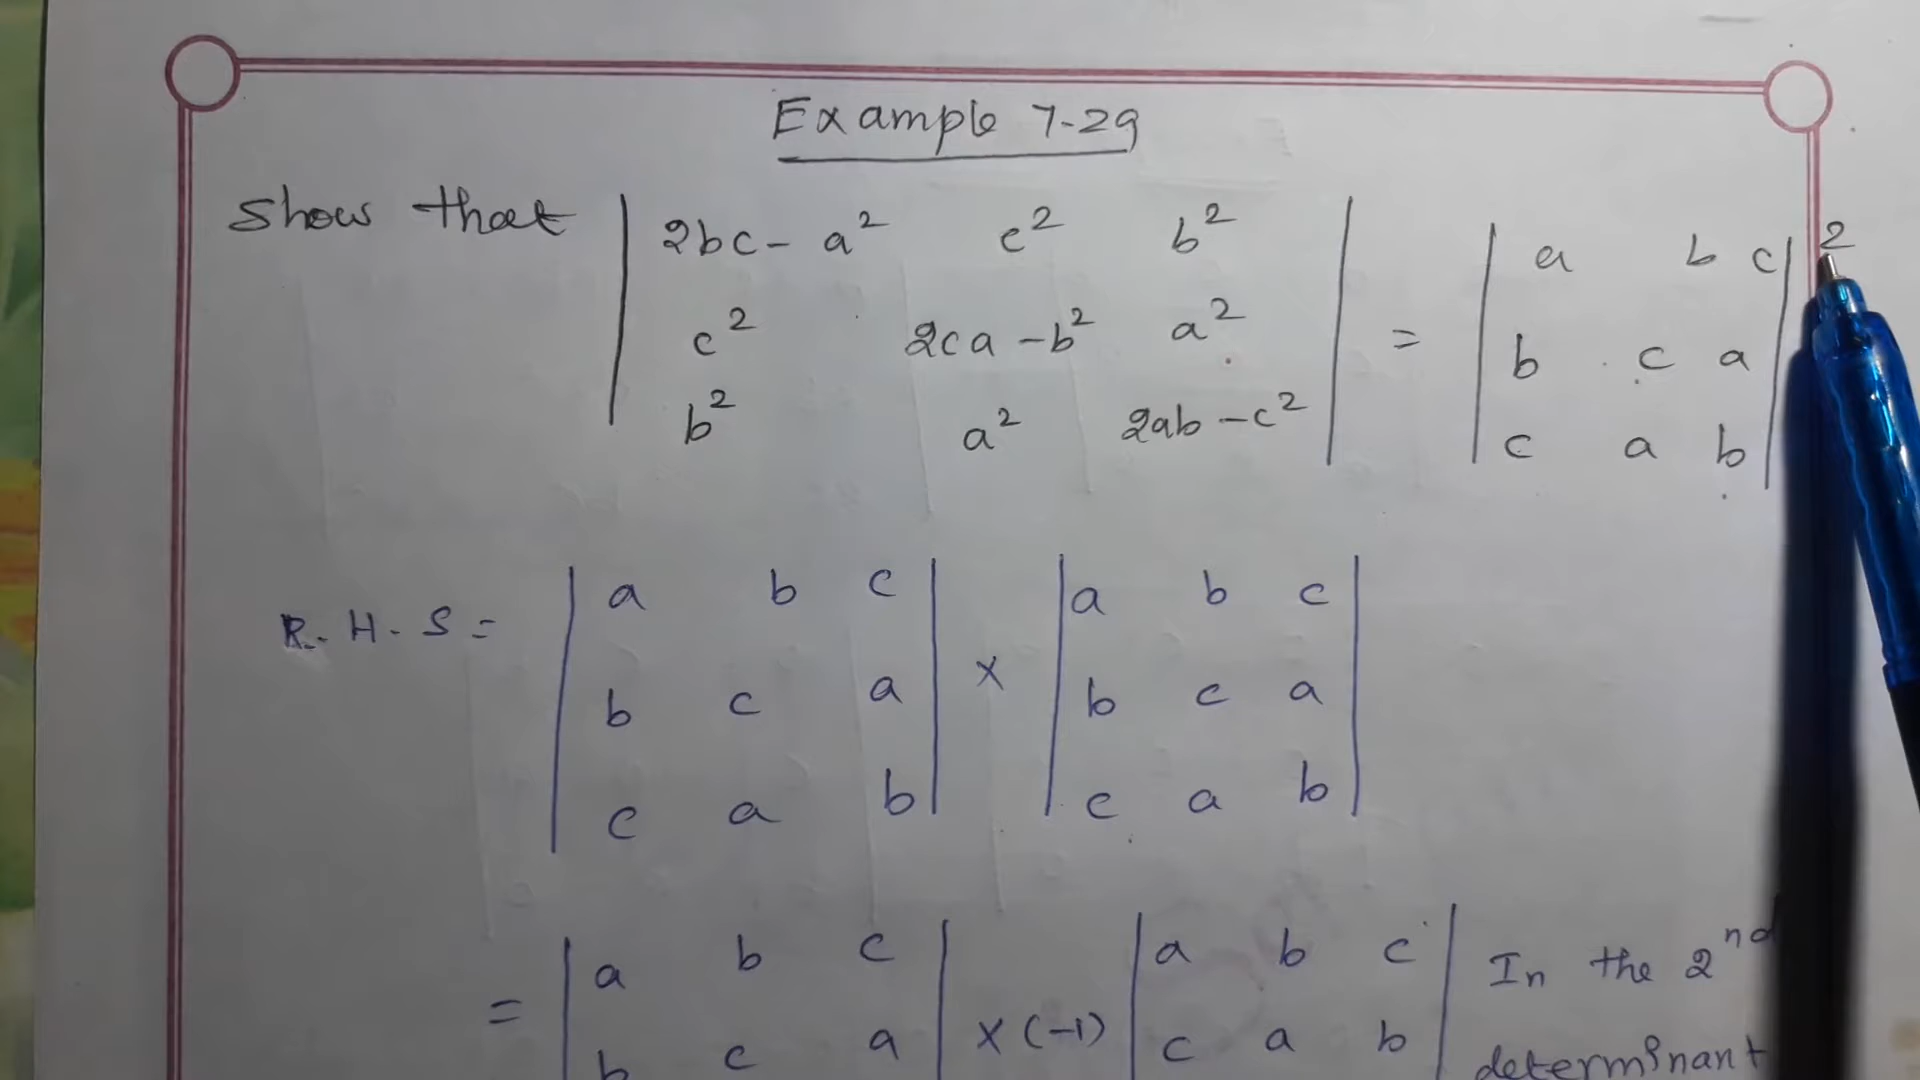 Example 7.29
Show that | 2bc - a² c² b² | = | a b c |²
| c² 2ca - b² a² | | b c a |
| b² a² 2ab - c² | | c a b |
R.H.S = | a b c | × | a b c |
| b c a | | b c a |
| c a b | | c a b |
= | a b c | × (-1) | a b c | In the 2nd
| b c a | | c a b | determinant